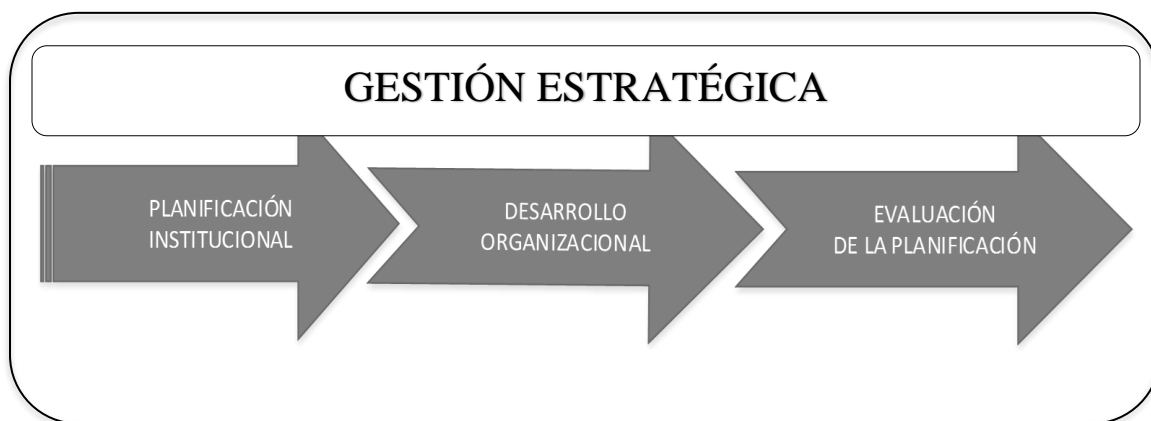 GESTIÓN ESTRATÉGICA
PLANIFICACIÓN
INSTITUCIONAL
DESARROLLO
ORGANIZACIONAL
EVALUACIÓN
DE LA PLANIFICACIÓN